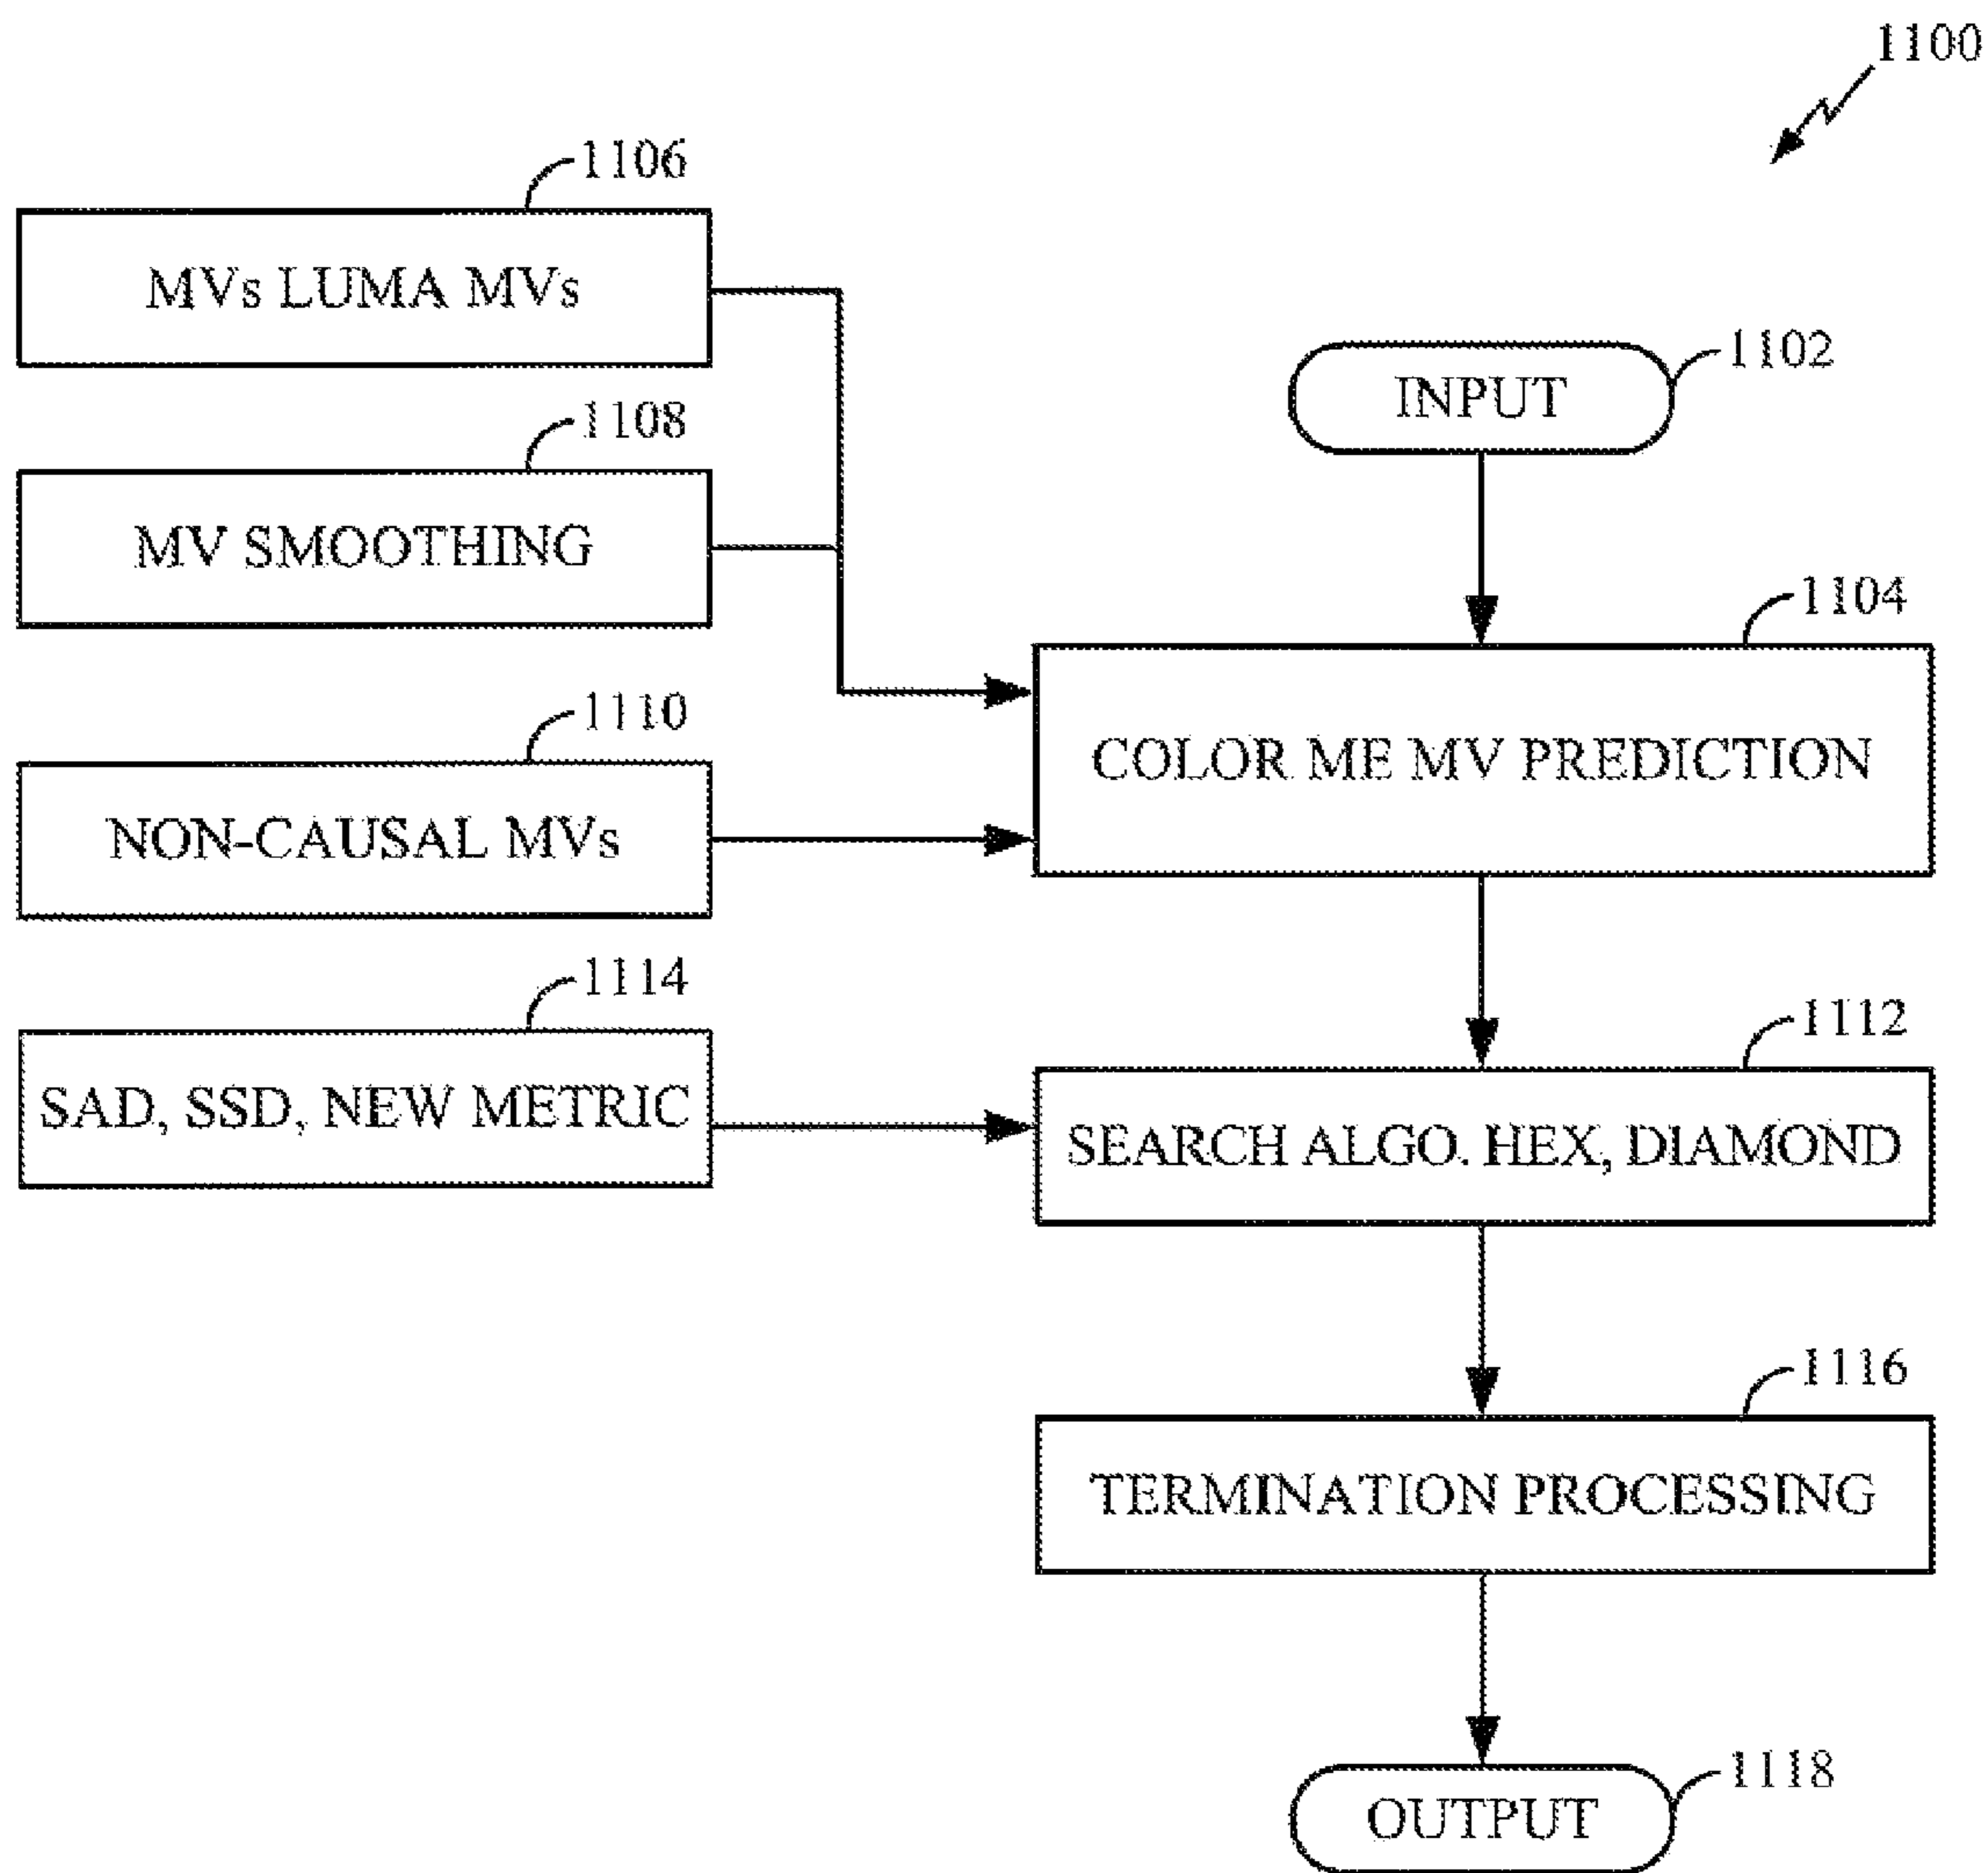 1100
1106
MVs LUMA MVs
1102
INPUT
1108
MV SMOOTHING
1104
COLOR ME MV PREDICTION
1110
NON-CAUSAL MVs
1114
SAD, SSD, NEW METRIC
1112
SEARCH ALGO. HEX, DIAMOND
1116
TERMINATION PROCESSING
1118
OUTPUT